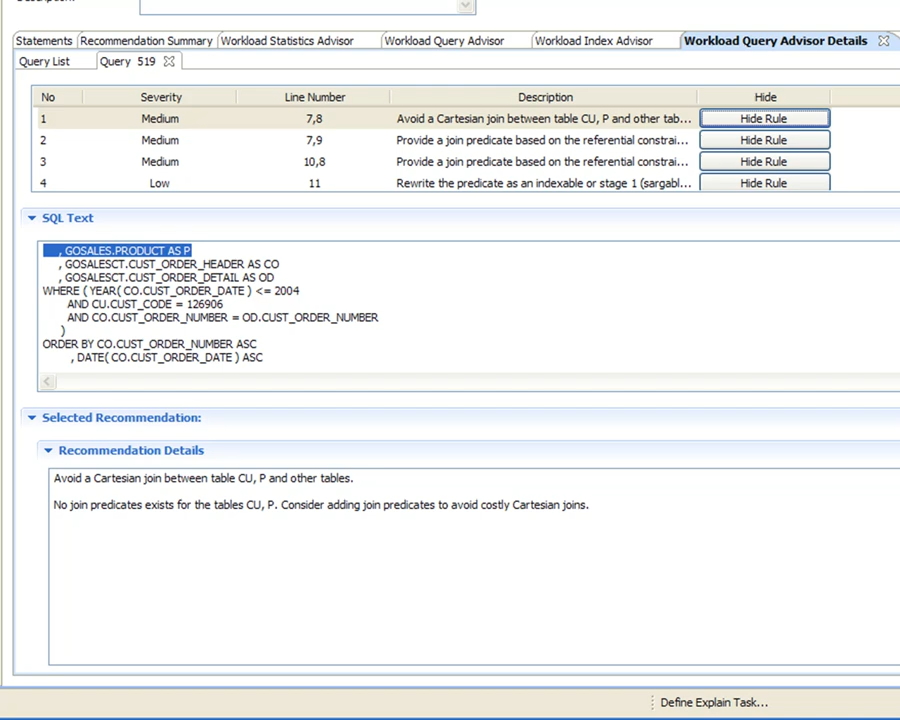 Statements Recommendation Summary Workload Statistics Advisor Workload Query Advisor Workload Index Advisor Workload Query Advisor Details
Query List Query 519
No Severity Line Number Description Hide
1 Medium 7,8 Avoid a Cartesian join between table CU, P and other tab... Hide Rule
2 Medium 7,9 Provide a join predicate based on the referential constrai... Hide Rule
3 Medium 10,8 Provide a join predicate based on the referential constrai... Hide Rule
4 Low 11 Rewrite the predicate as an indexable or stage 1 (sargabl... Hide Rule
SQL Text
, GOSALES.PRODUCT AS P
, GOSALESCT.CUST_ORDER_HEADER AS CO
, GOSALESCT.CUST_ORDER_DETAIL AS OD
WHERE ( YEAR( CO.CUST_ORDER_DATE ) <= 2004
AND CU.CUST_CODE = 126906
AND CO.CUST_ORDER_NUMBER = OD.CUST_ORDER_NUMBER
)
ORDER BY CO.CUST_ORDER_NUMBER ASC
, DATE( CO.CUST_ORDER_DATE ) ASC
Selected Recommendation:
Recommendation Details
Avoid a Cartesian join between table CU, P and other tables.
No join predicates exists for the tables CU, P. Consider adding join predicates to avoid costly Cartesian joins.
Define Explain Task...